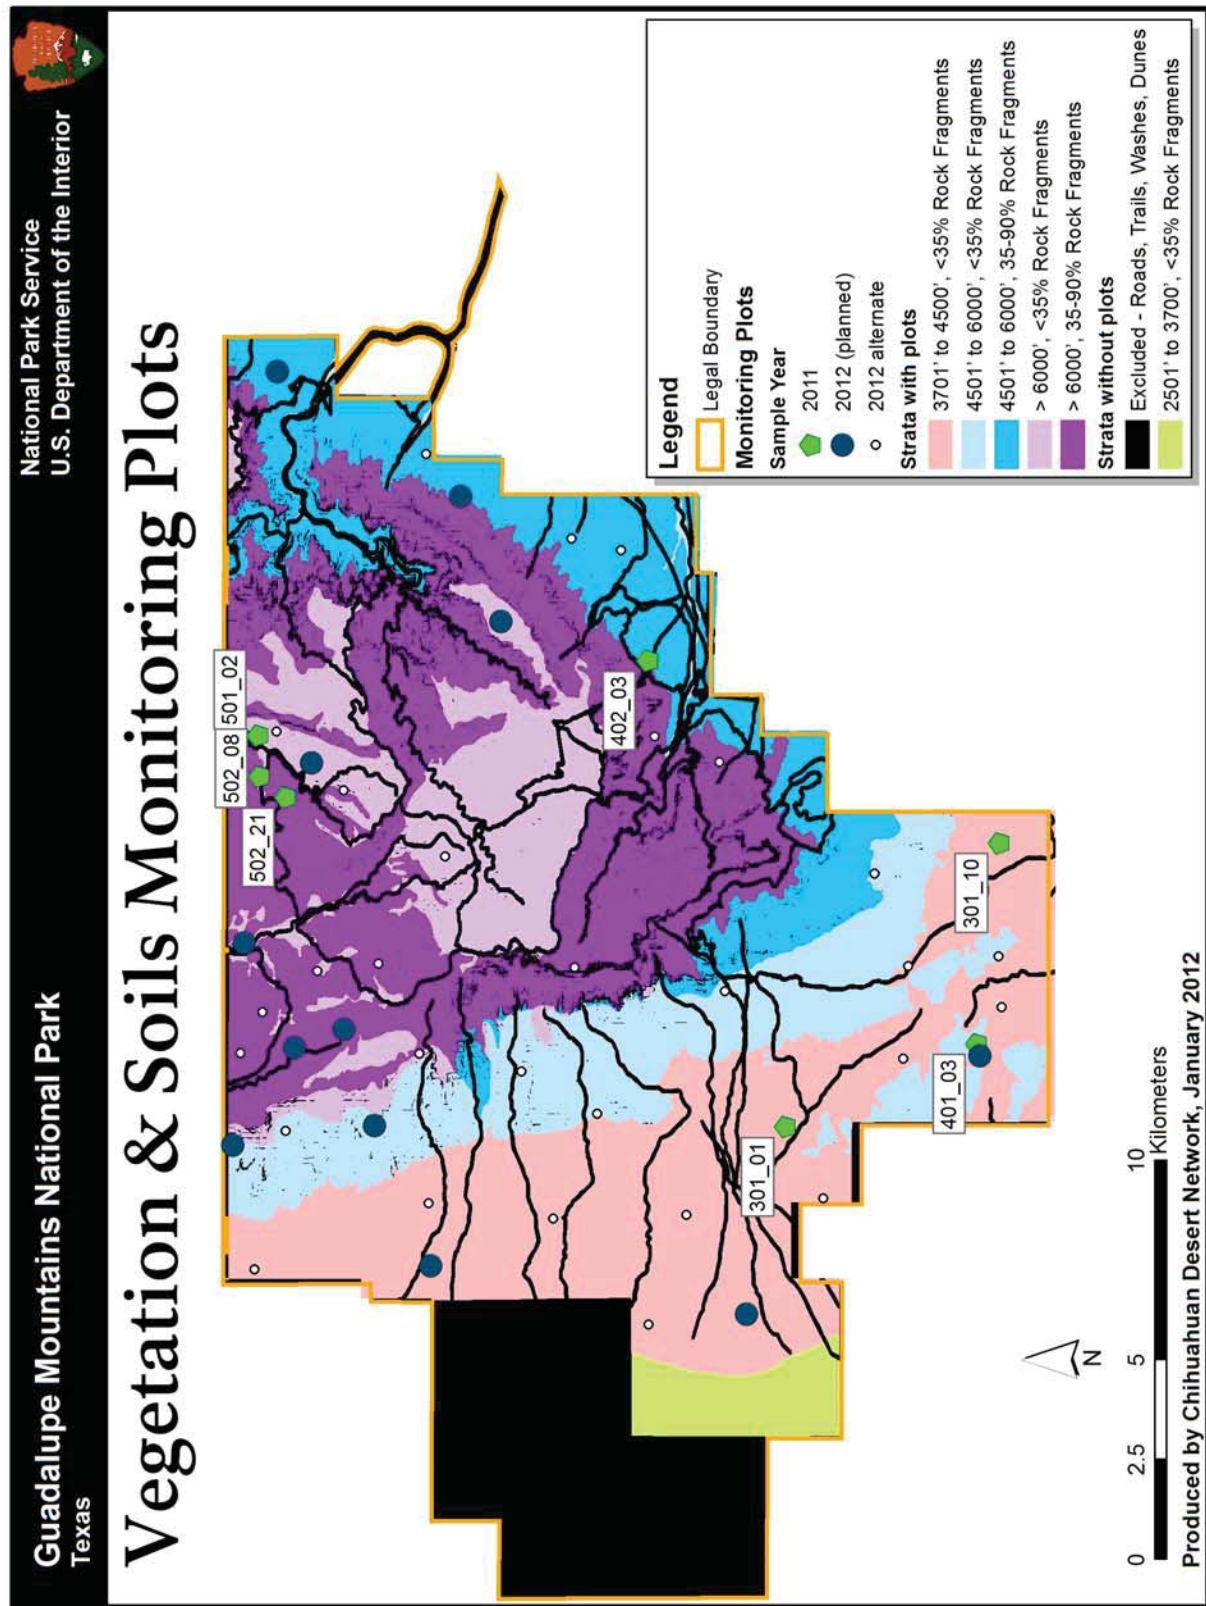 Guadalupe Mountains National Park
Texas
National Park Service
U.S. Department of the Interior
Vegetation & Soils Monitoring Plots
502_08
501_02
502_21
402_03
301_01
401_03
301_10
Legend
Legal Boundary
Monitoring Plots
Sample Year
2011
2012 (planned)
2012 alternate
Strata with plots
3701' to 4500', <35% Rock Fragments
4501' to 6000', <35% Rock Fragments
4501' to 6000', 35-90% Rock Fragments
> 6000', <35% Rock Fragments
> 6000', 35-90% Rock Fragments
Strata without plots
Excluded - Roads, Trails, Washes, Dunes
2501' to 3700', <35% Rock Fragments
N
0 2.5 5 10
Kilometers
Produced by Chihuahuan Desert Network, January 2012